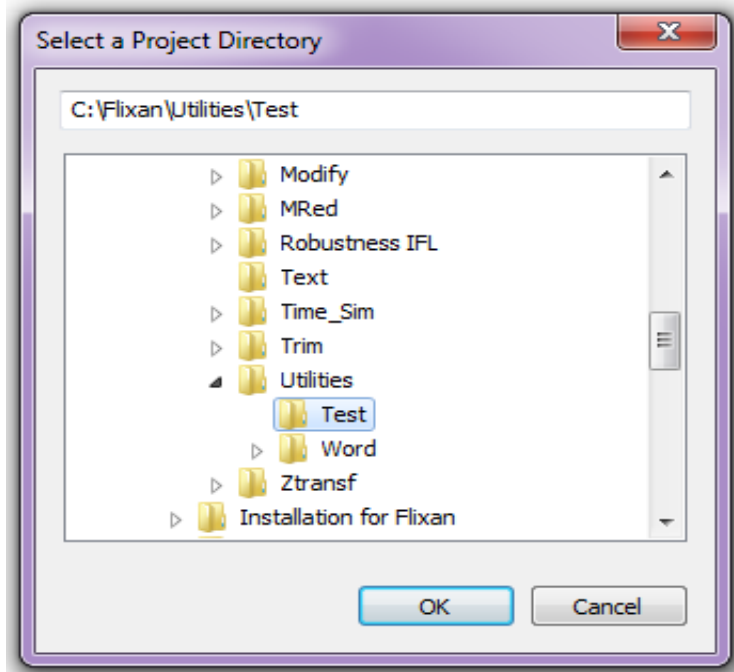 Select a Project Directory
C:\Flixan\Utilities\Test
Modify
MRed
Robustness IFL
Text
Time_Sim
Trim
Utilities
Test
Word
Ztransf
Installation for Flixan
OK Cancel